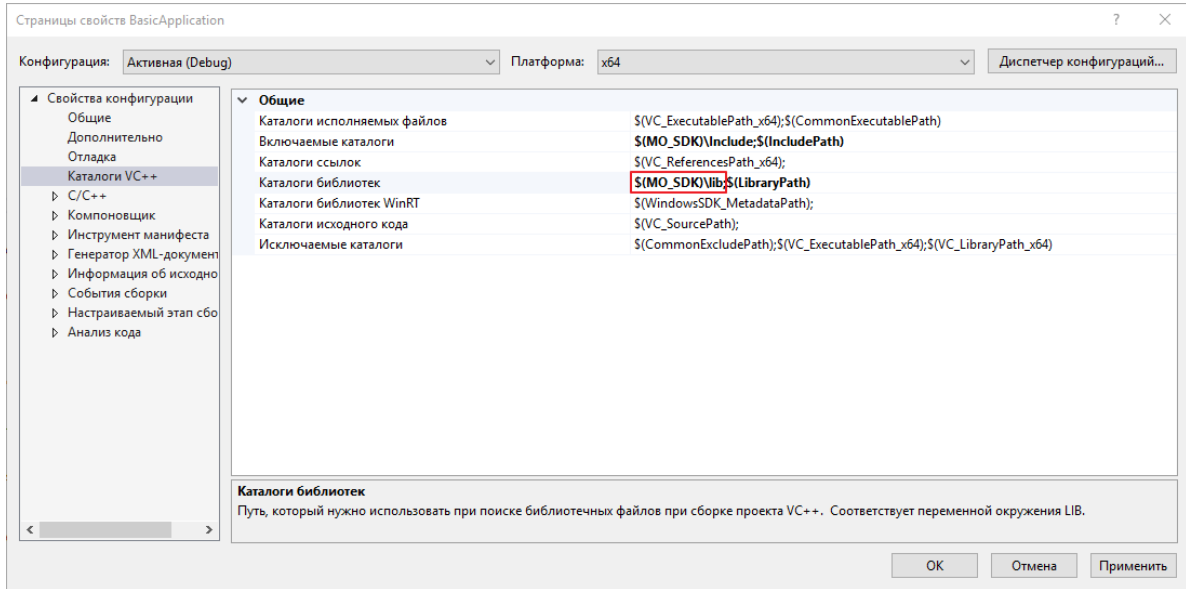 Страницы свойств BasicApplication
? ×
Конфигурация: Активная (Debug) Платформа: x64 Диспетчер конфигураций...
Свойства конфигурации
Общие
Дополнительно
Отладка
Каталоги VC++
C/C++
Компоновщик
Инструмент манифеста
Генератор XML-документ
Информация об исходно
События сборки
Настраиваемый этап сбо
Анализ кода
Общие
Каталоги исполняемых файлов $(VC_ExecutablePath_x64);$(CommonExecutablePath)
Включаемые каталоги $(MO_SDK)\Include;$(IncludePath)
Каталоги ссылок $(VC_ReferencesPath_x64);
Каталоги библиотек $(MO_SDK)\lib;$(LibraryPath)
Каталоги библиотек WinRT $(WindowsSDK_MetadataPath);
Каталоги исходного кода $(VC_SourcePath);
Исключаемые каталоги $(CommonExcludePath);$(VC_ExecutablePath_x64);$(VC_LibraryPath_x64)
Каталоги библиотек
Путь, который нужно использовать при поиске библиотечных файлов при сборке проекта VC++. Соответствует переменной окружения LIB.
ОК Отмена Применить